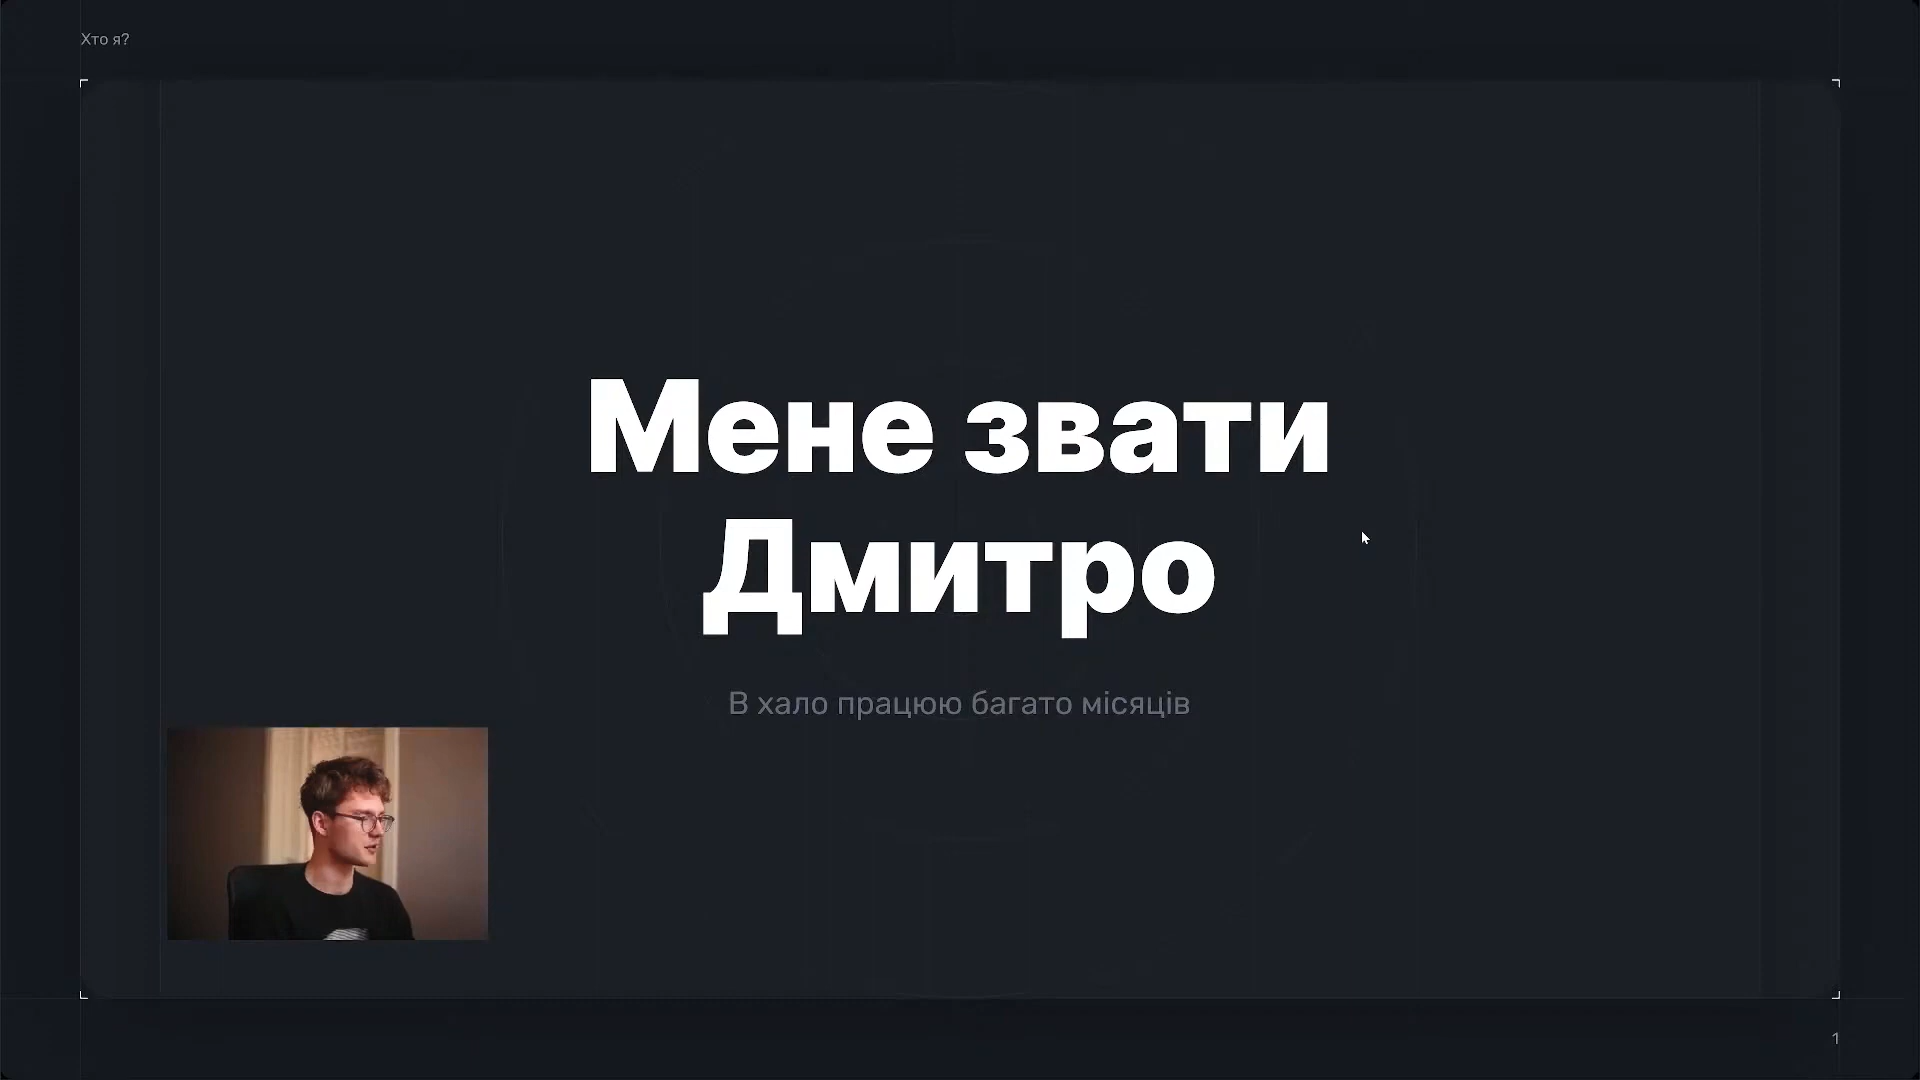 Хто я?
Мене звати
Дмитро
В хало працюю багато місяців
1